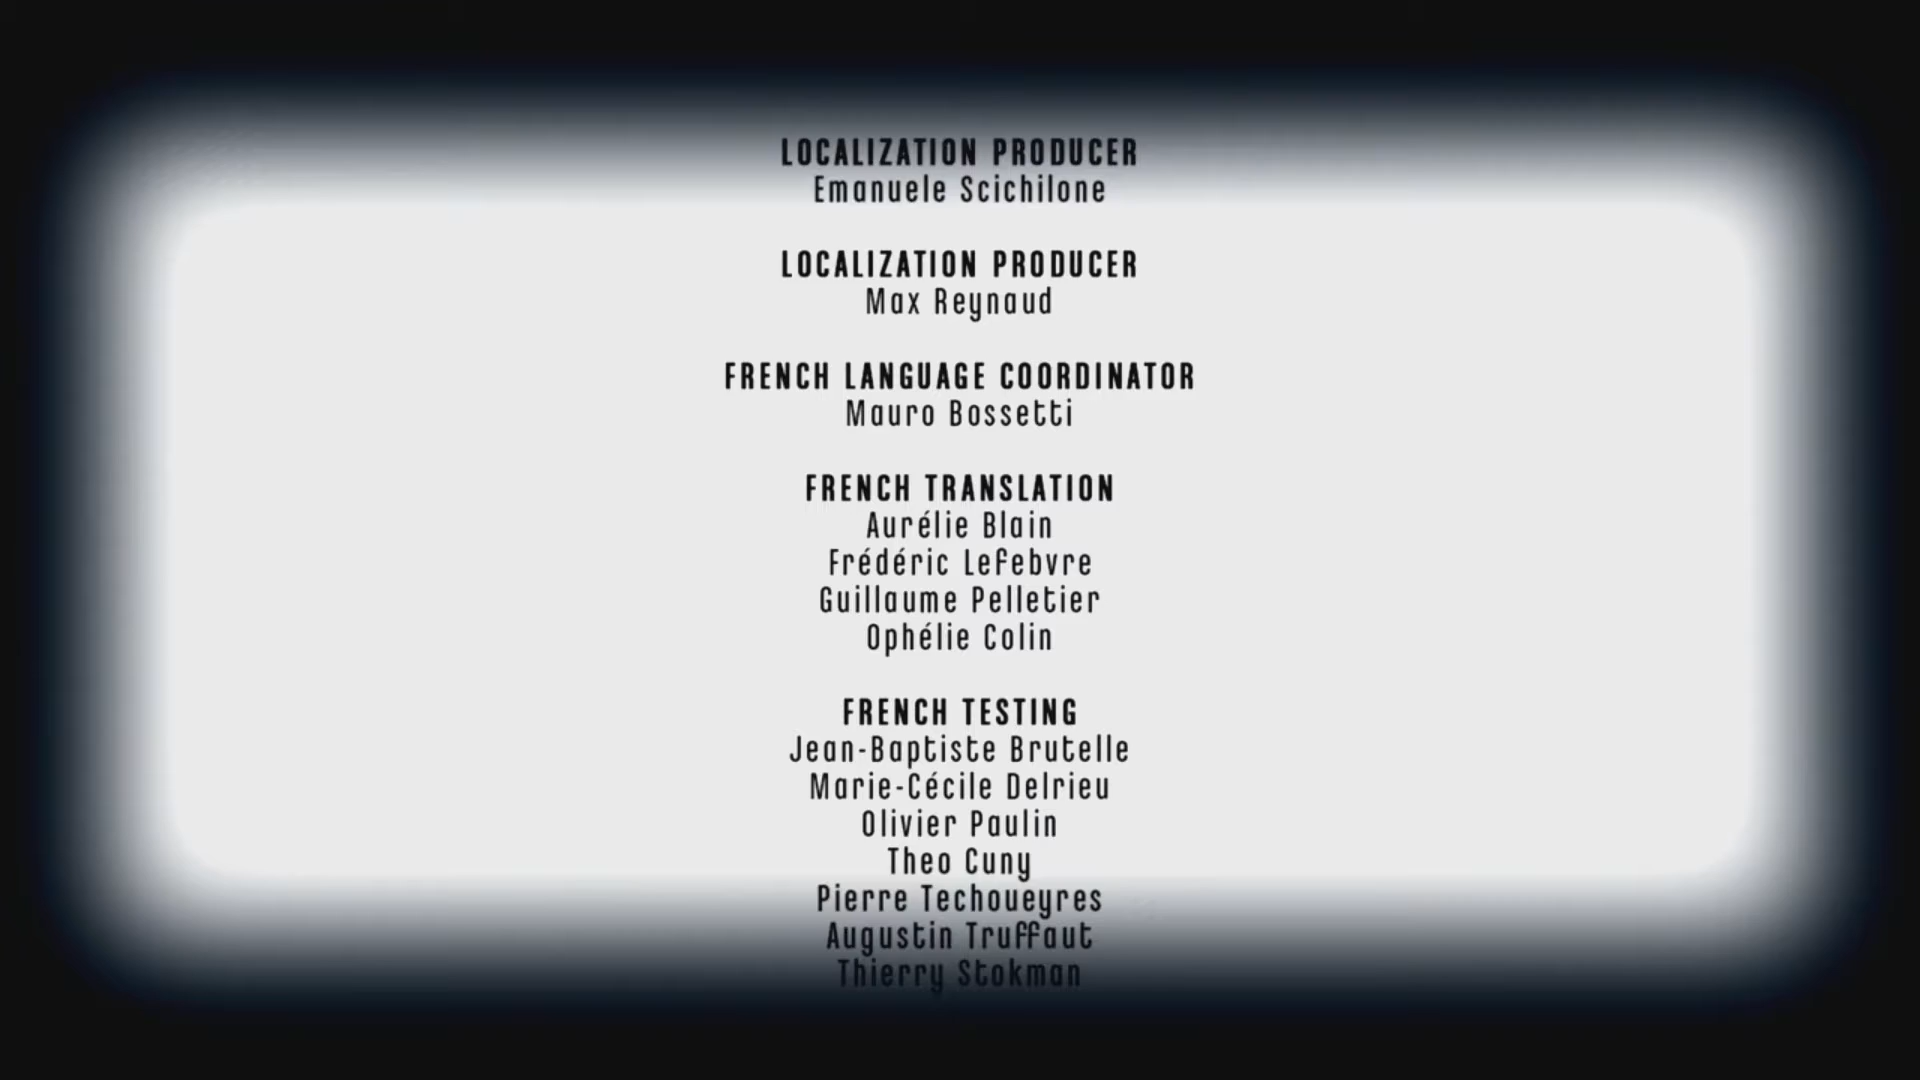 LOCALIZATION PRODUCER
Emanuele Scichilone
LOCALIZATION PRODUCER
Max Reynaud
FRENCH LANGUAGE COORDINATOR
Mauro Bossetti
FRENCH TRANSLATION
Aurélie Blain
Frédéric Lefebvre
Guillaume Pelletier
Ophélie Colin
FRENCH TESTING
Jean-Baptiste Brutelle
Marie-Cécile Delrieu
Olivier Paulin
Theo Cuny
Pierre Techoueyres
Augustin Truffaut
Thierry Stokman